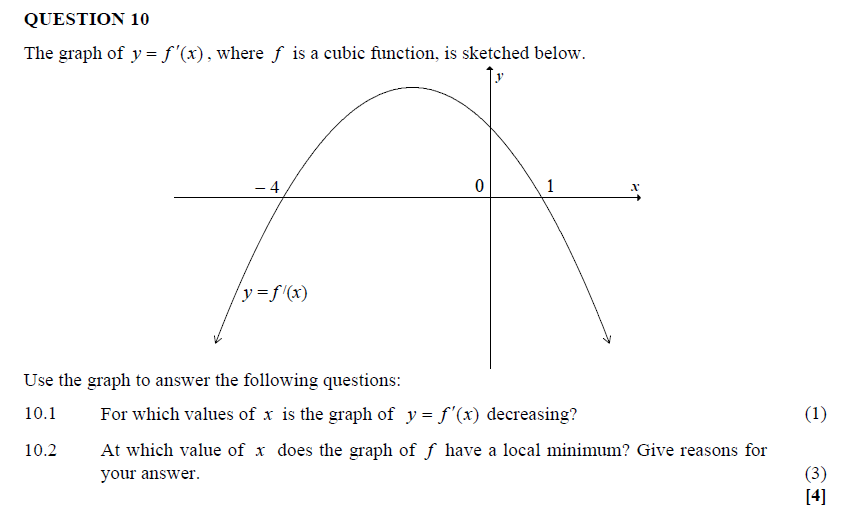 QUESTION 10
The graph of y = f′(x), where f is a cubic function, is sketched below.
y
– 4 0 1 x
y = f′(x)
Use the graph to answer the following questions:
10.1 For which values of x is the graph of y = f′(x) decreasing? (1)
10.2 At which value of x does the graph of f have a local minimum? Give reasons for
your answer. (3)
[4]